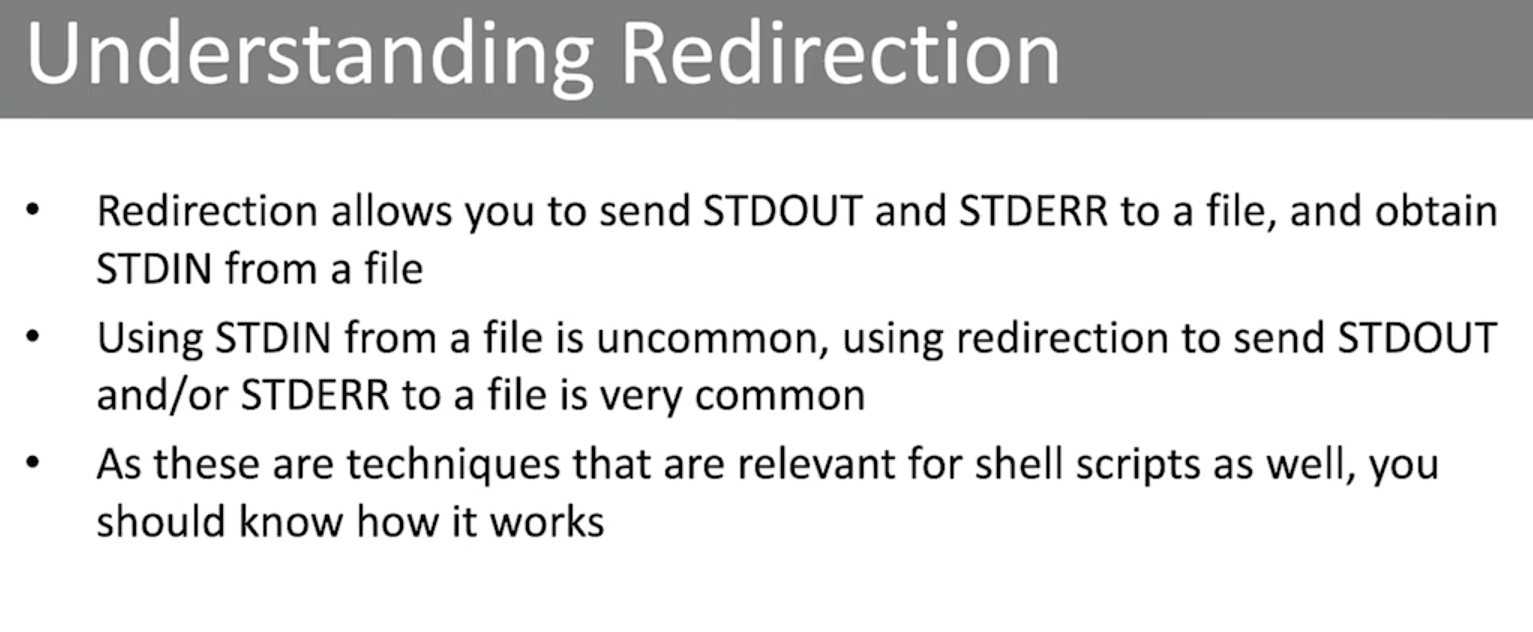 Understanding Redirection
• Redirection allows you to send STDOUT and STDERR to a file, and obtain
STDIN from a file
• Using STDIN from a file is uncommon, using redirection to send STDOUT
and/or STDERR to a file is very common
• As these are techniques that are relevant for shell scripts as well, you
should know how it works